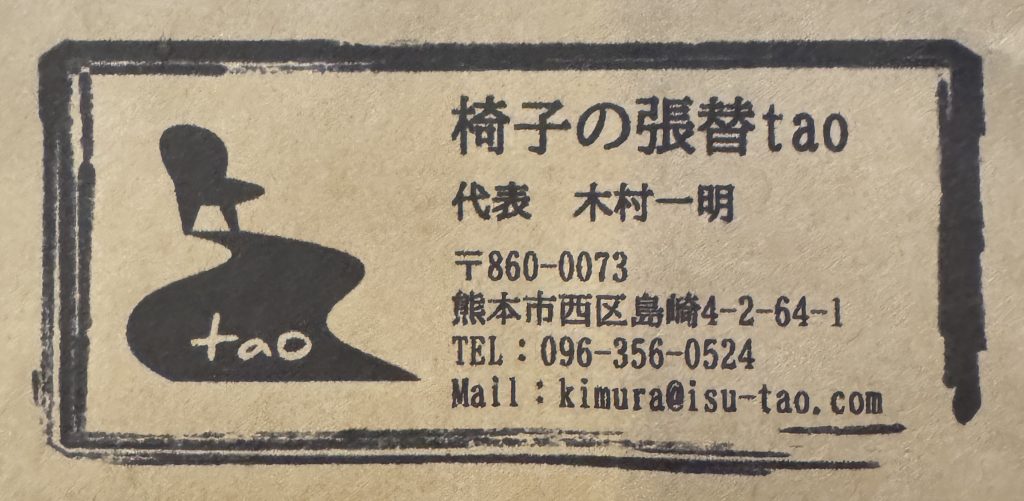 椅子の張替tao
代表　木村一明
〒860-0073
熊本市西区島崎4-2-64-1
TEL：096-356-0524
Mail：kimura@isu-tao.com
tao